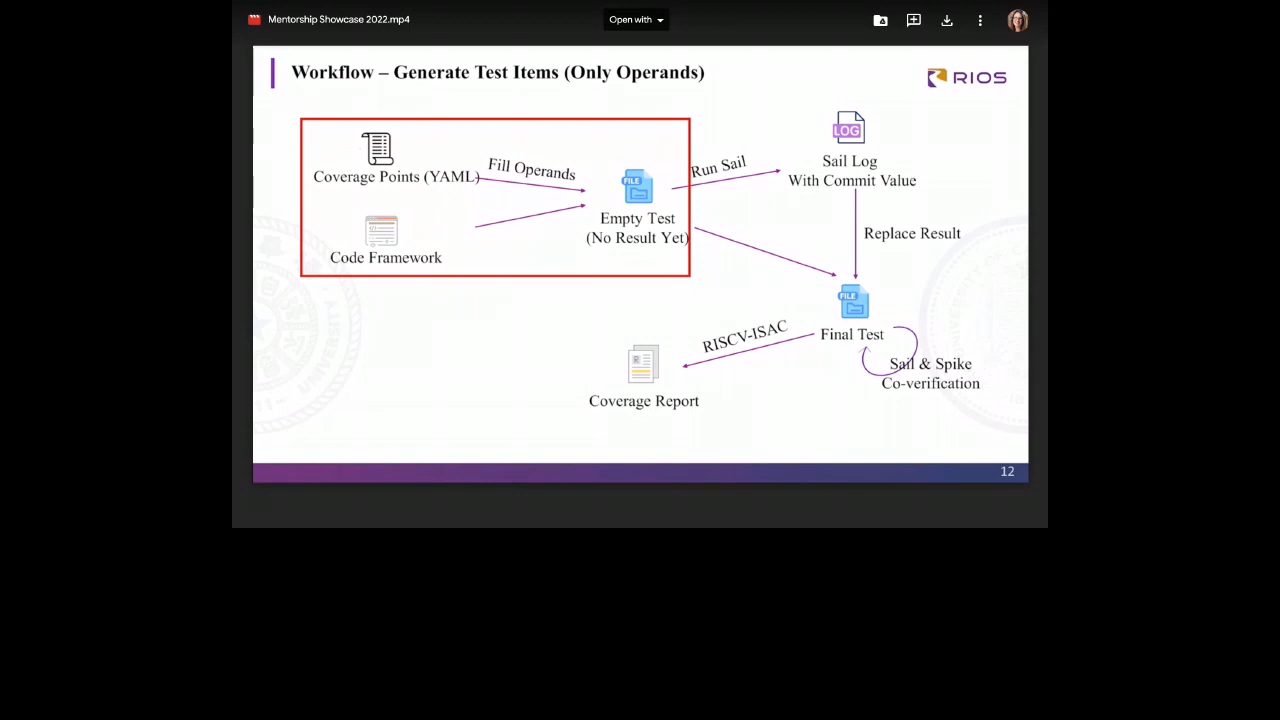 Mentorship Showcase 2022.mp4
Open with
Workflow – Generate Test Items (Only Operands)
RIOS
Coverage Points (YAML)
Fill Operands
Code Framework
FILE
Empty Test
(No Result Yet)
Run Sail
LOG
Sail Log
With Commit Value
Replace Result
FILE
Final Test
Sail & Spike
Co-verification
RISCV-ISAC
Coverage Report
12